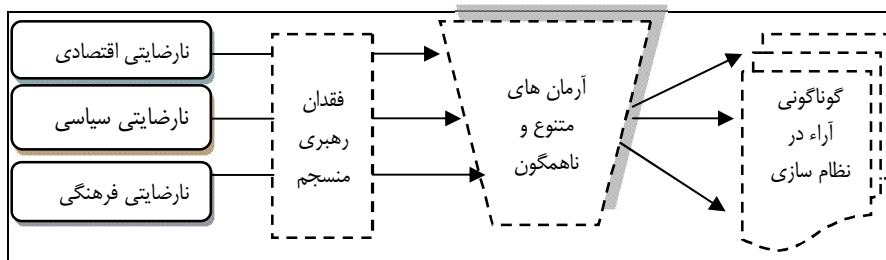 نارضایتی اقتصادی
نارضایتی سیاسی
نارضایتی فرهنگی
فقدان
رهبری
منسجم
آرمان های
متنوع و
ناهمگون
گوناگونی
آراء در
نظام سازی